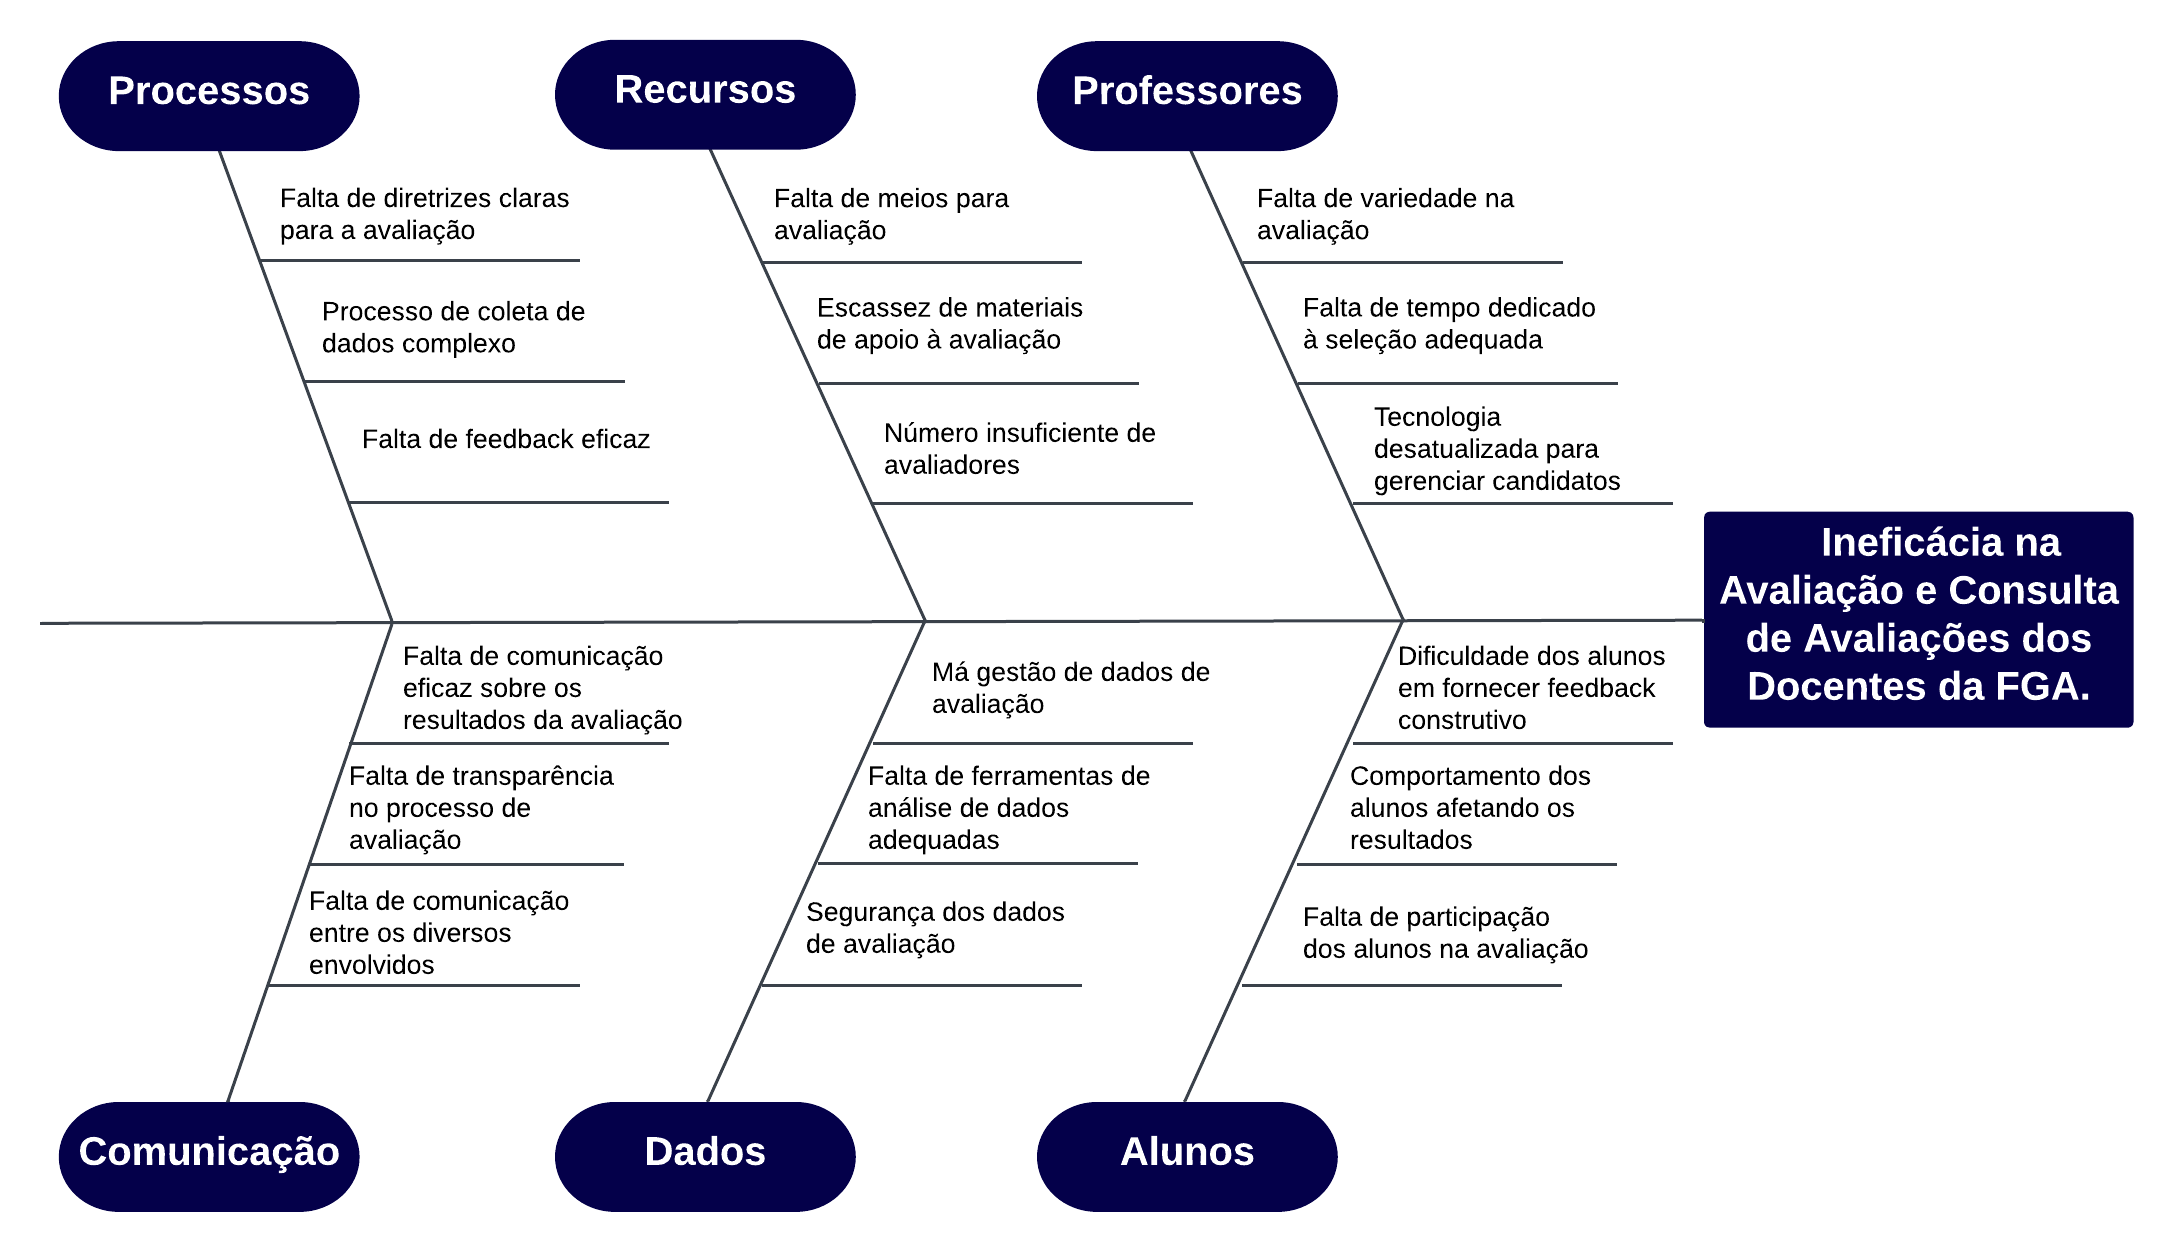 Processos
Recursos
Professores
Falta de diretrizes claras
para a avaliação
Processo de coleta de
dados complexo
Falta de feedback eficaz
Falta de meios para
avaliação
Escassez de materiais
de apoio à avaliação
Número insuficiente de
avaliadores
Falta de variedade na
avaliação
Falta de tempo dedicado
à seleção adequada
Tecnologia
desatualizada para
gerenciar candidatos
Ineficácia na
Avaliação e Consulta
de Avaliações dos
Docentes da FGA.
Falta de comunicação
eficaz sobre os
resultados da avaliação
Falta de transparência
no processo de
avaliação
Falta de comunicação
entre os diversos
envolvidos
Má gestão de dados de
avaliação
Falta de ferramentas de
análise de dados
adequadas
Segurança dos dados
de avaliação
Dificuldade dos alunos
em fornecer feedback
construtivo
Comportamento dos
alunos afetando os
resultados
Falta de participação
dos alunos na avaliação
Comunicação
Dados
Alunos